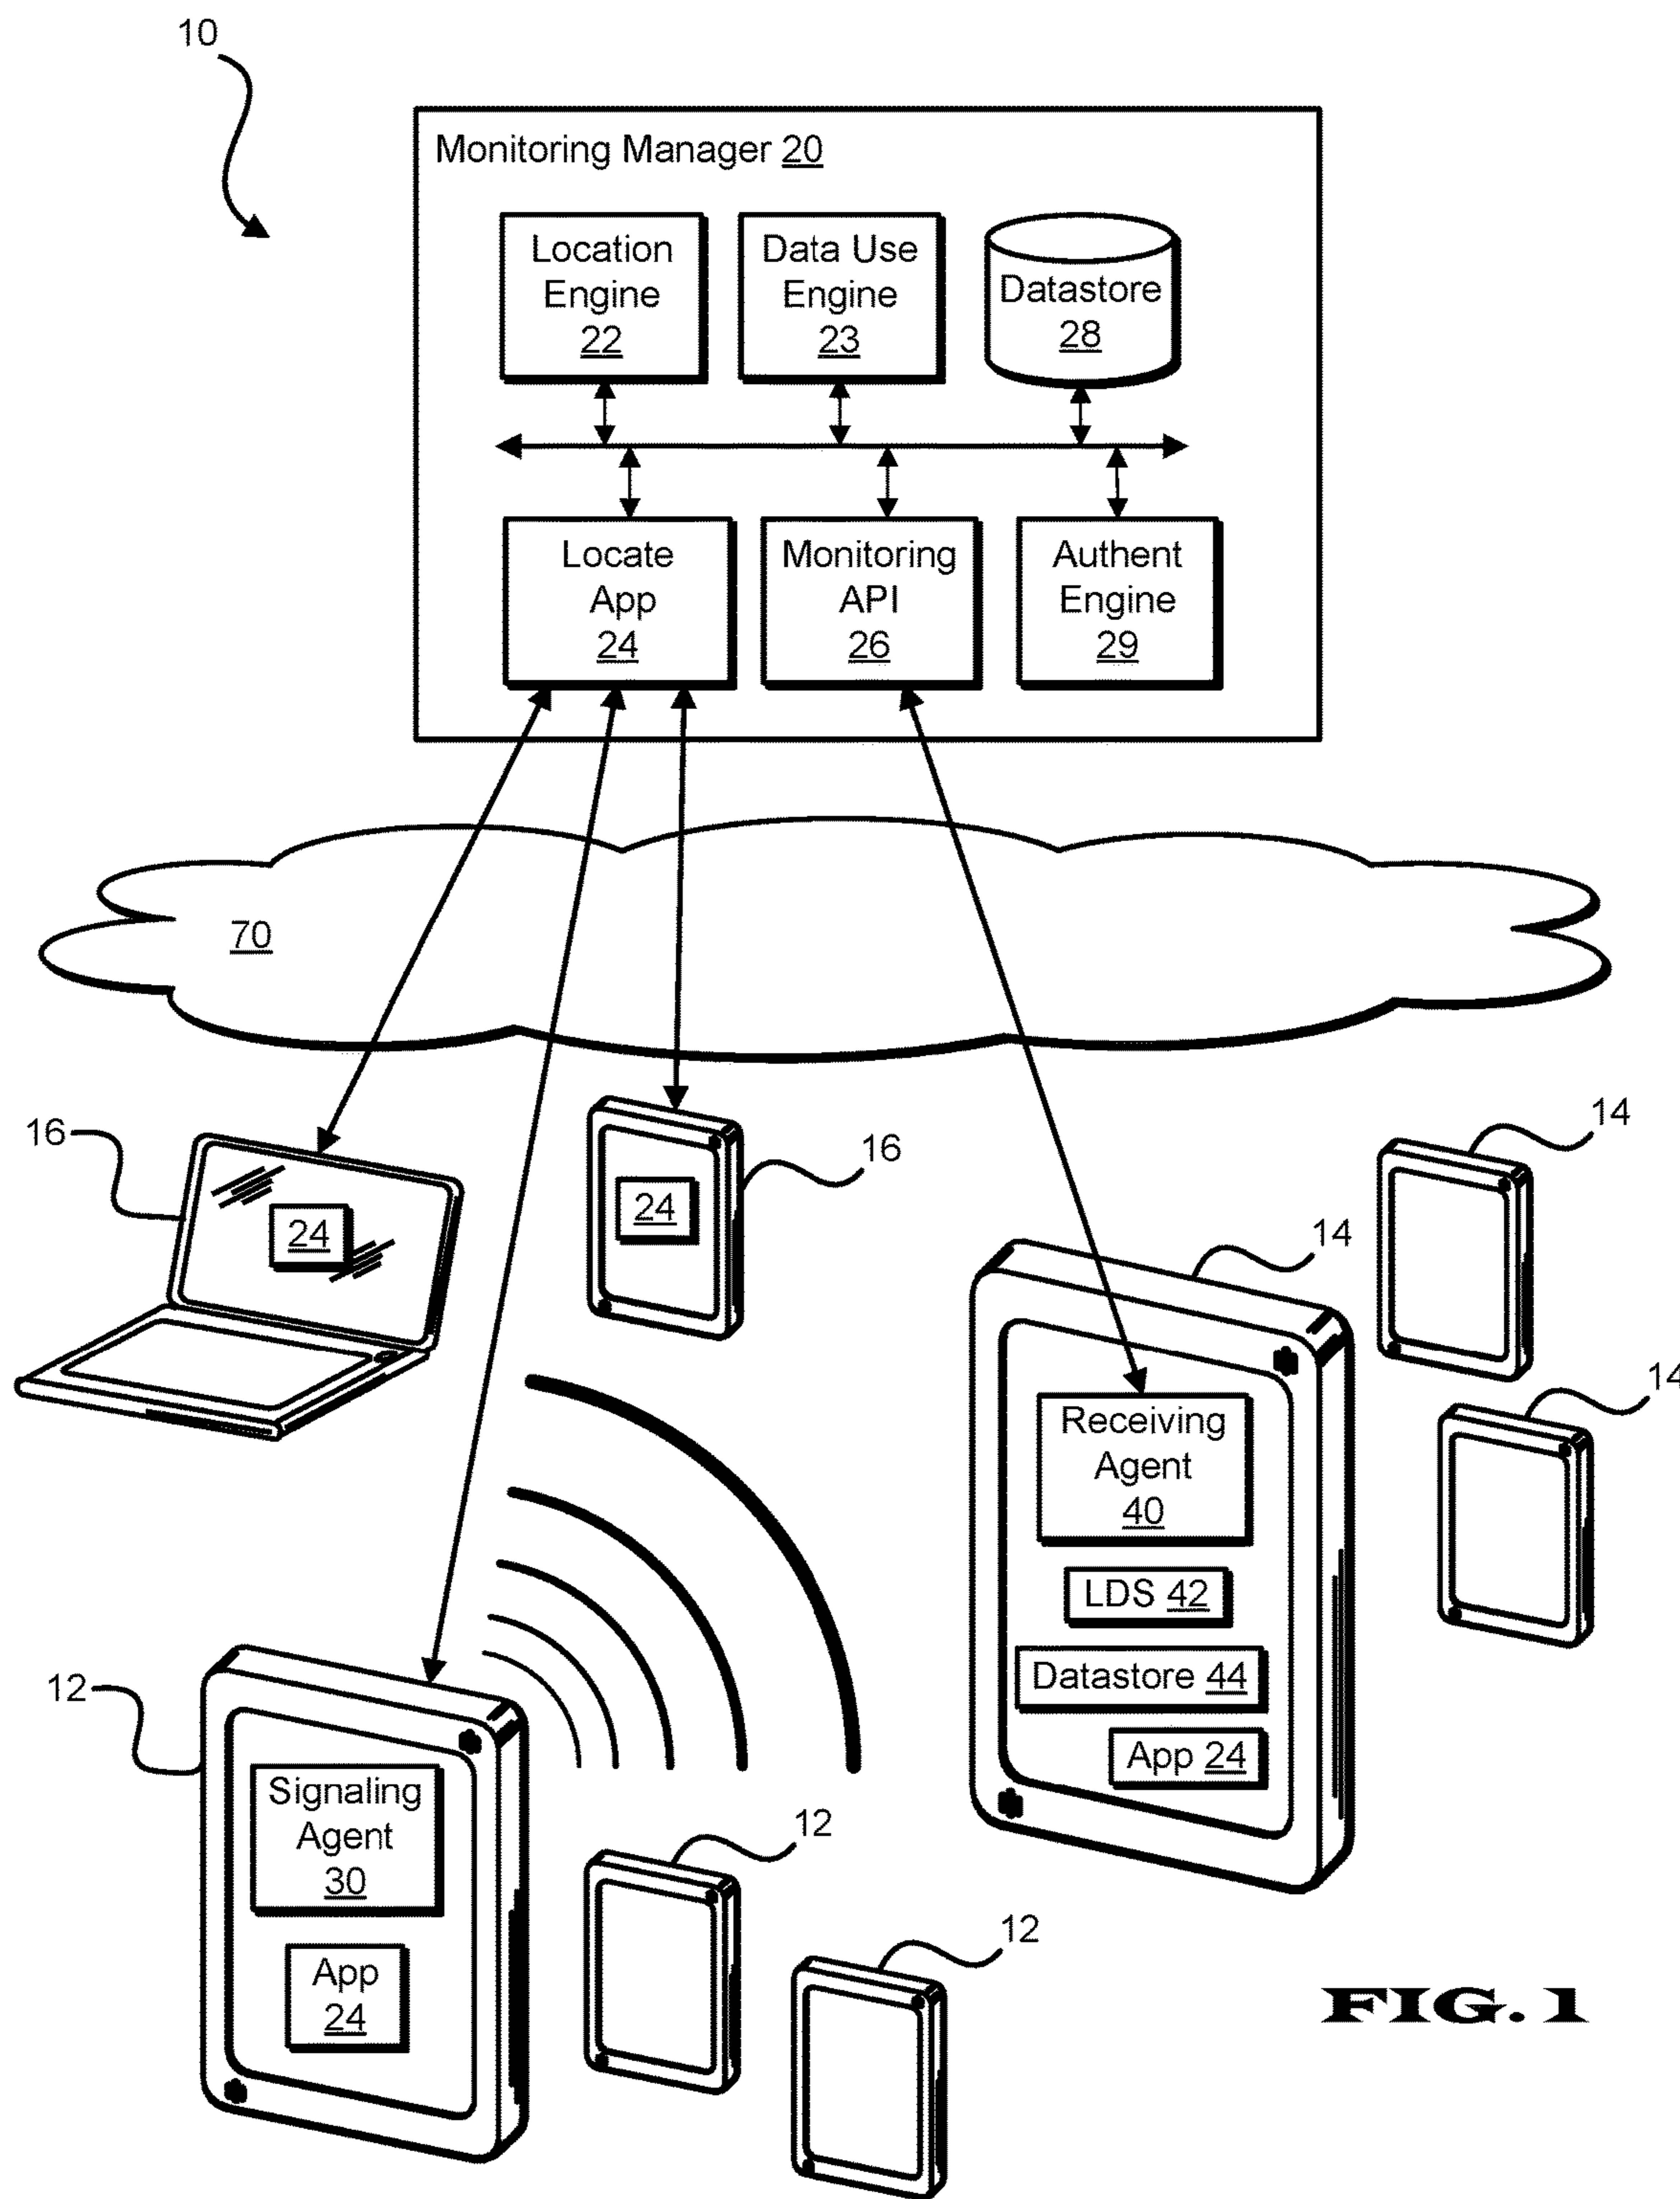 10
Monitoring Manager 20
Location
Engine
22
Data Use
Engine
23
Datastore
28
Locate
App
24
Monitoring
API
26
Authent
Engine
29
70
16
24
24
16
14
14
14
Receiving
Agent
40
LDS 42
Datastore 44
App 24
12
Signaling
Agent
30
App
24
12
12
FIG. 1